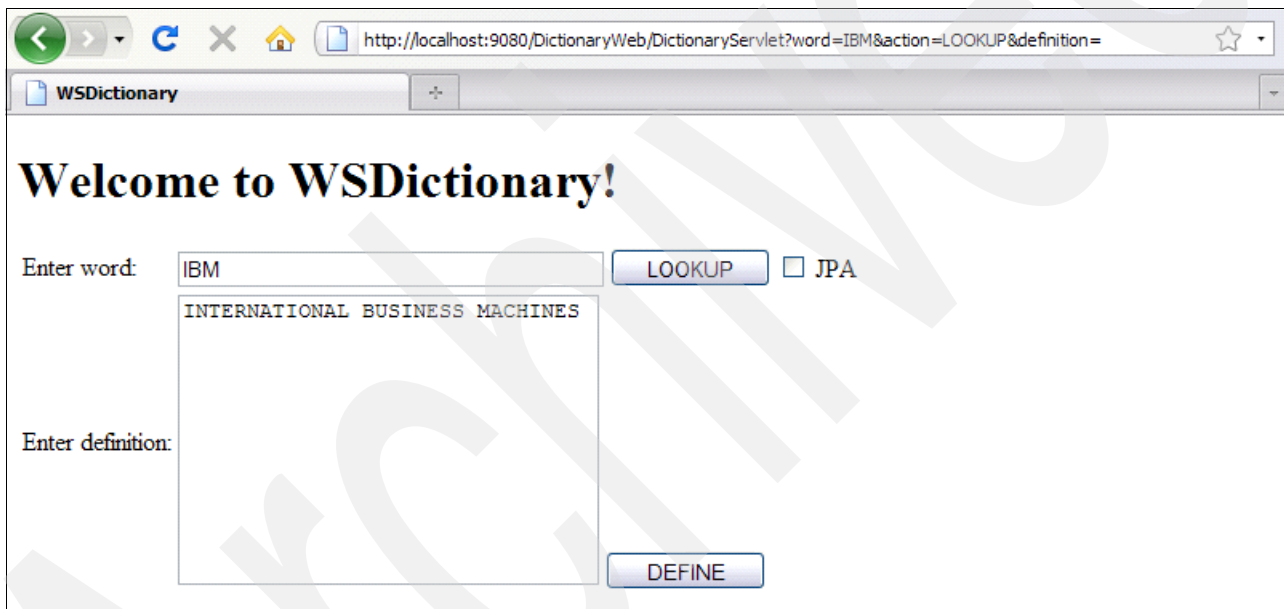 http://localhost:9080/DictionaryWeb/DictionaryServlet?word=IBM&action=LOOKUP&definition=
WSDictionary
Welcome to WSDictionary!
Enter word: IBM LOOKUP JPA
INTERNATIONAL BUSINESS MACHINES
Enter definition:
DEFINE